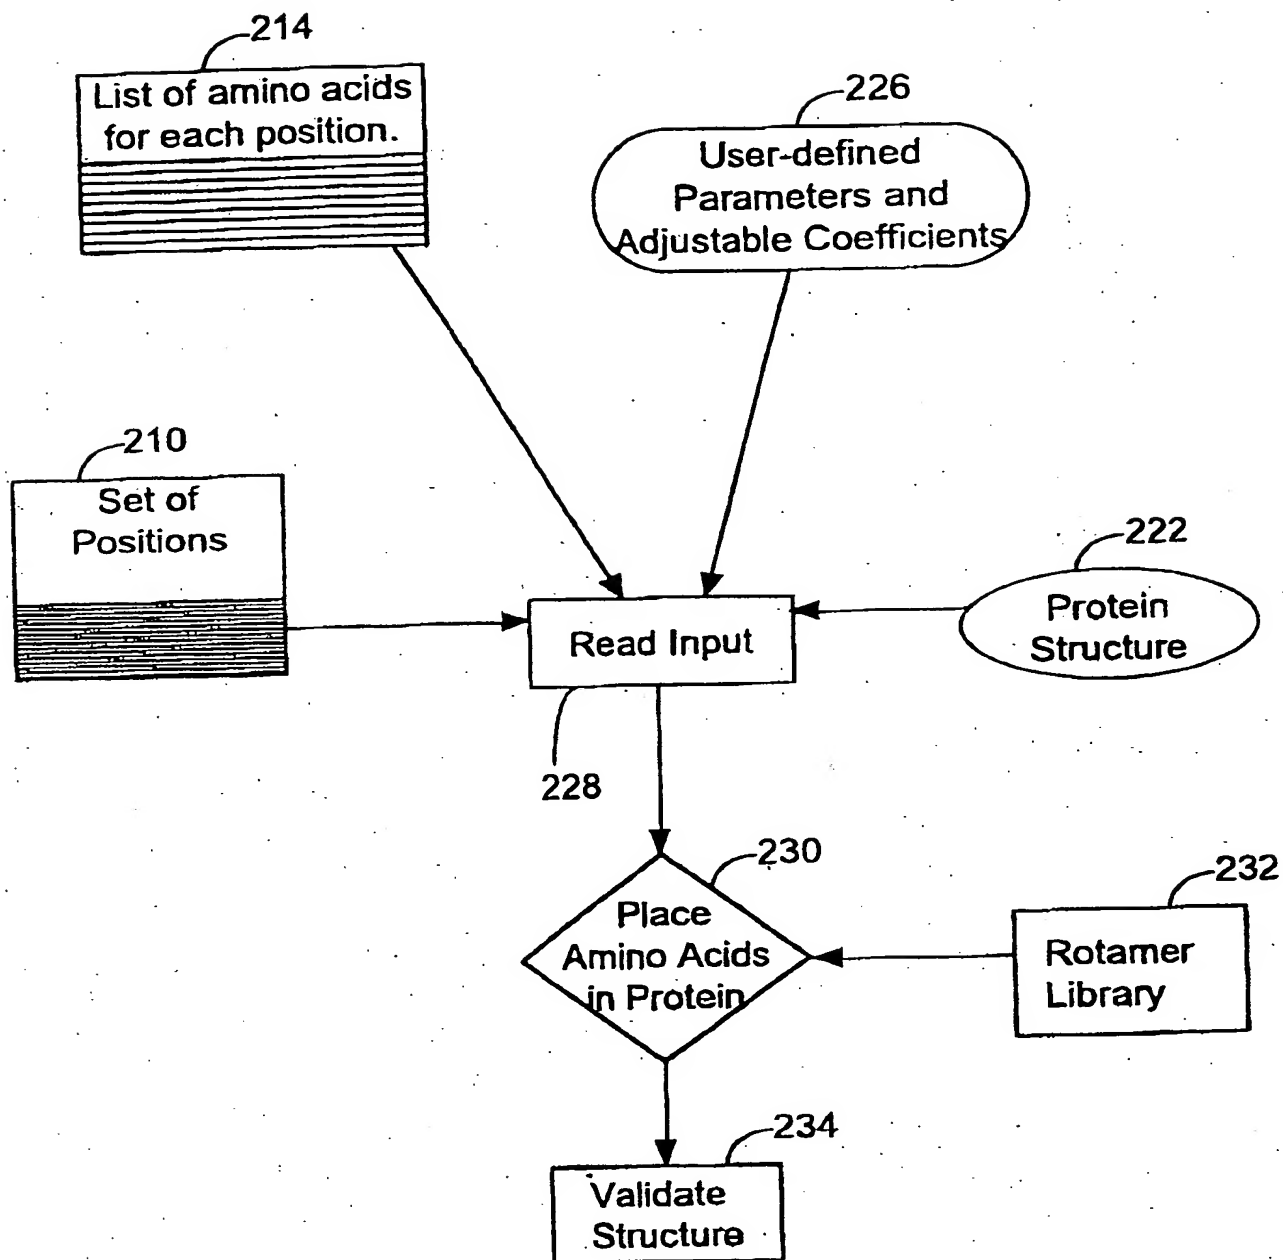 214
List of amino acids
for each position.
226
User-defined
Parameters and
Adjustable Coefficients
210
Set of
Positions
222
Protein
Structure
Read Input
228
230
Place
Amino Acids
in Protein
232
Rotamer
Library
234
Validate
Structure